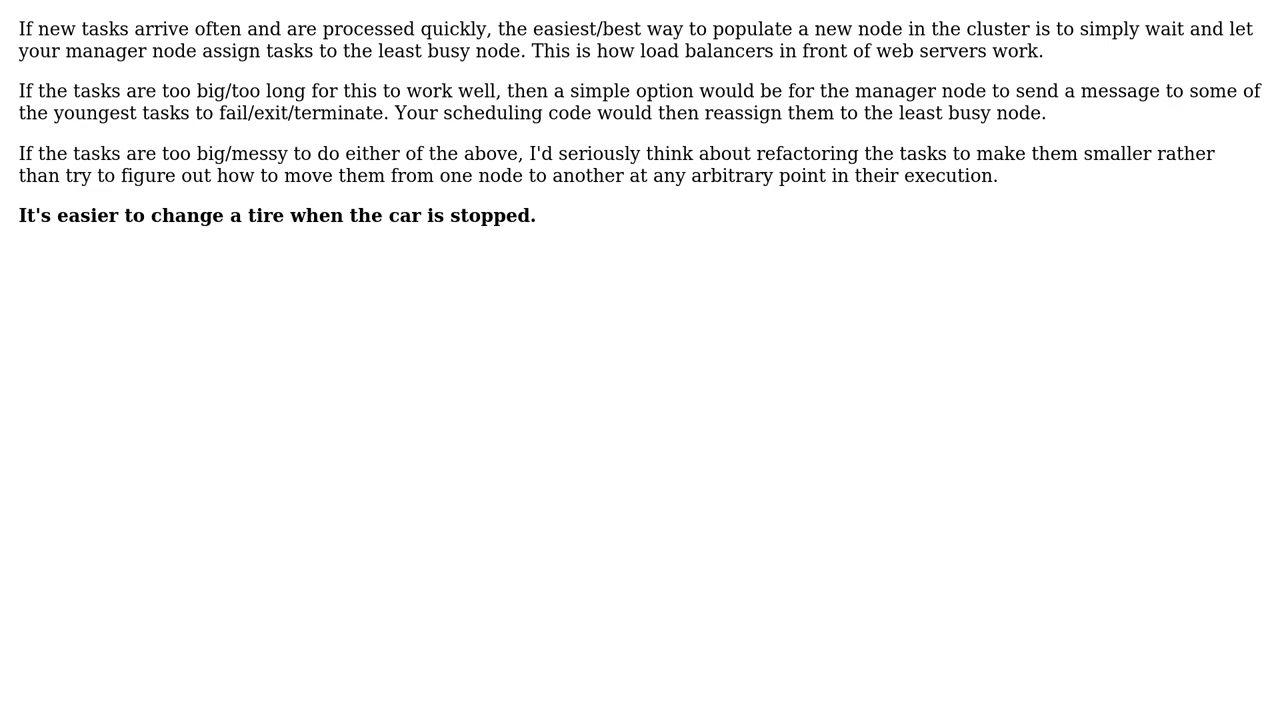 If new tasks arrive often and are processed quickly, the easiest/best way to populate a new node in the cluster is to simply wait and let
your manager node assign tasks to the least busy node. This is how load balancers in front of web servers work.
If the tasks are too big/too long for this to work well, then a simple option would be for the manager node to send a message to some of
the youngest tasks to fail/exit/terminate. Your scheduling code would then reassign them to the least busy node.
If the tasks are too big/messy to do either of the above, I'd seriously think about refactoring the tasks to make them smaller rather
than try to figure out how to move them from one node to another at any arbitrary point in their execution.
It's easier to change a tire when the car is stopped.